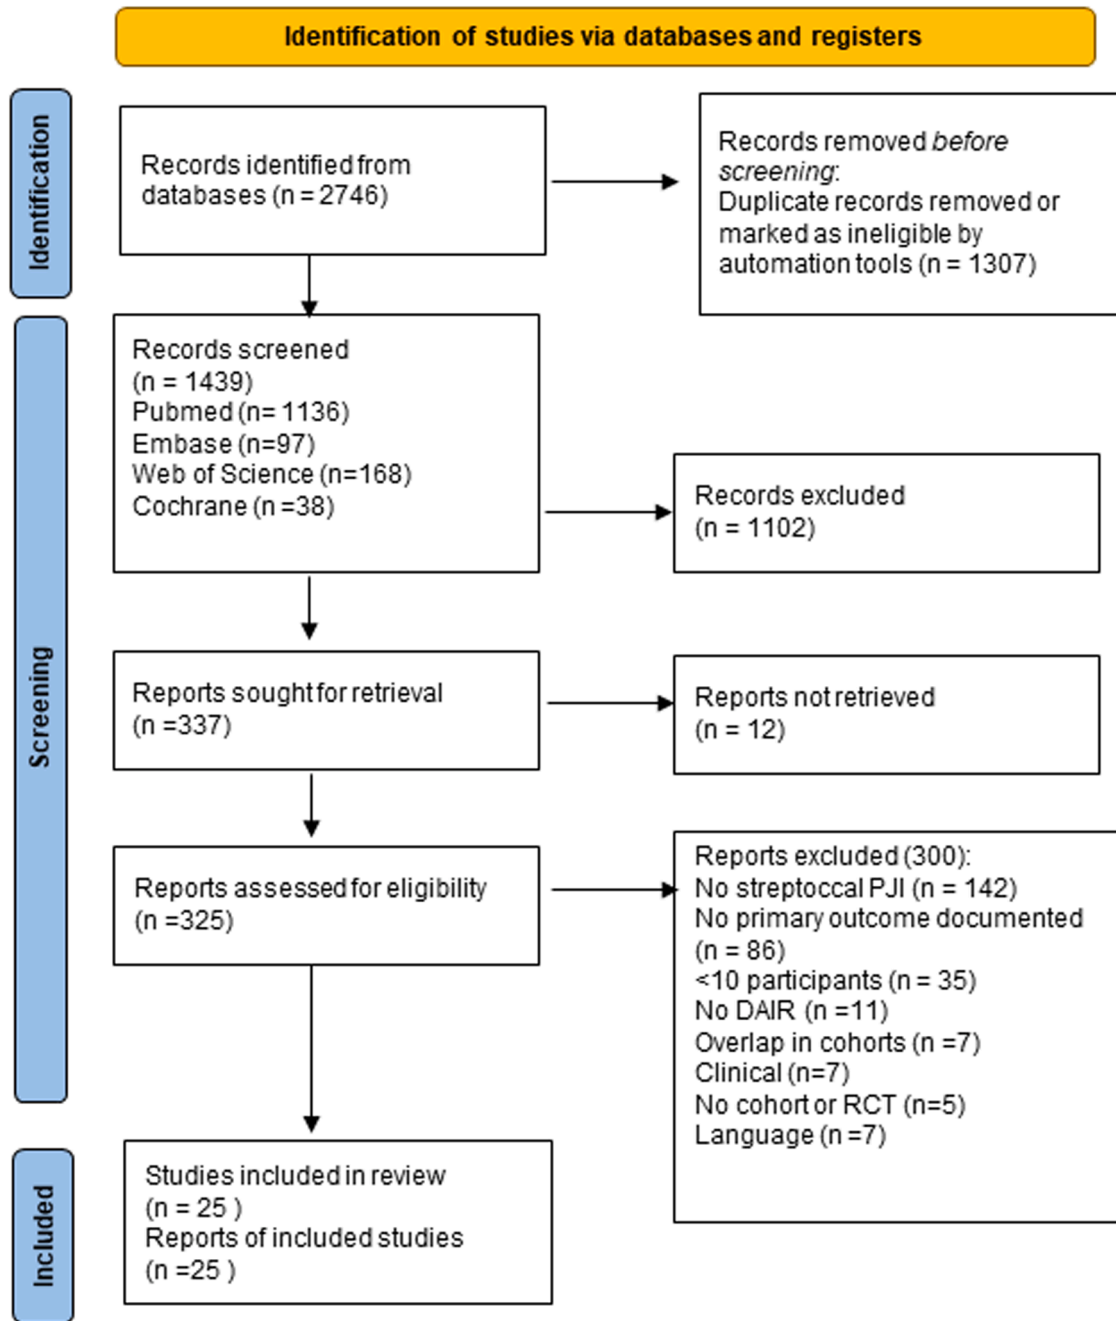 Identification of studies via databases and registers
Identification
Records identified from
databases (n = 2746)
Records removed before
screening:
Duplicate records removed or
marked as ineligible by
automation tools (n = 1307)
Screening
Records screened
(n = 1439)
Pubmed (n= 1136)
Embase (n=97)
Web of Science (n=168)
Cochrane (n =38)
Records excluded
(n = 1102)
Reports sought for retrieval
(n =337)
Reports not retrieved
(n = 12)
Reports assessed for eligibility
(n =325)
Reports excluded (300):
No streptoccal PJI (n = 142)
No primary outcome documented
(n = 86)
<10 participants (n = 35)
No DAIR (n =11)
Overlap in cohorts (n =7)
Clinical (n=7)
No cohort or RCT (n=5)
Language (n =7)
Included
Studies included in review
(n = 25 )
Reports of included studies
(n =25 )